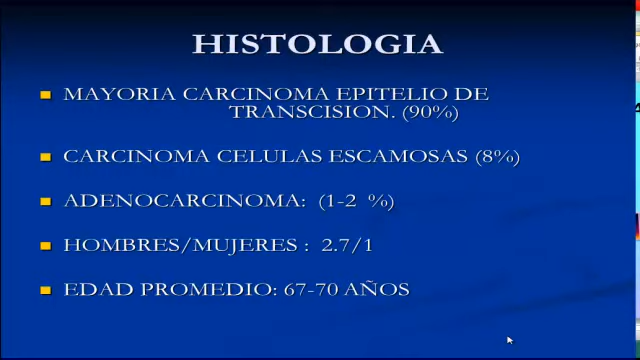 HISTOLOGIA
MAYORIA CARCINOMA EPITELIO DE
TRANSCISION. (90%)
CARCINOMA CELULAS ESCAMOSAS (8%)
ADENOCARCINOMA: (1-2 %)
HOMBRES/MUJERES : 2.7/1
EDAD PROMEDIO: 67-70 AÑOS